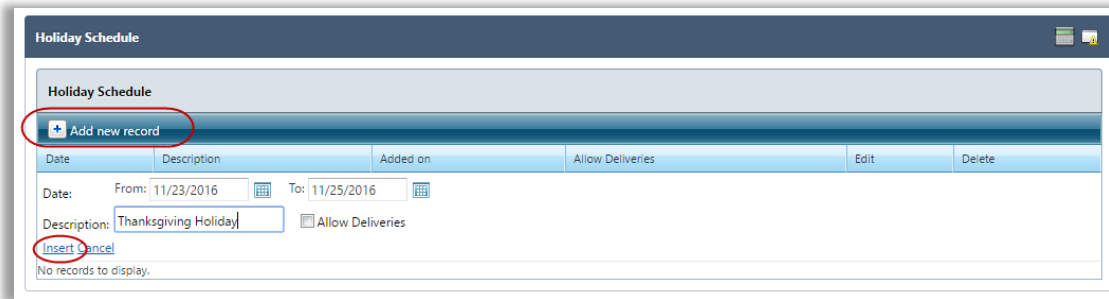 Holiday Schedule
Holiday Schedule
Add new record
Date Description Added on Allow Deliveries Edit Delete
Date: From: 11/23/2016 To: 11/25/2016
Description: Thanksgiving Holiday Allow Deliveries
Insert Cancel
No records to display.